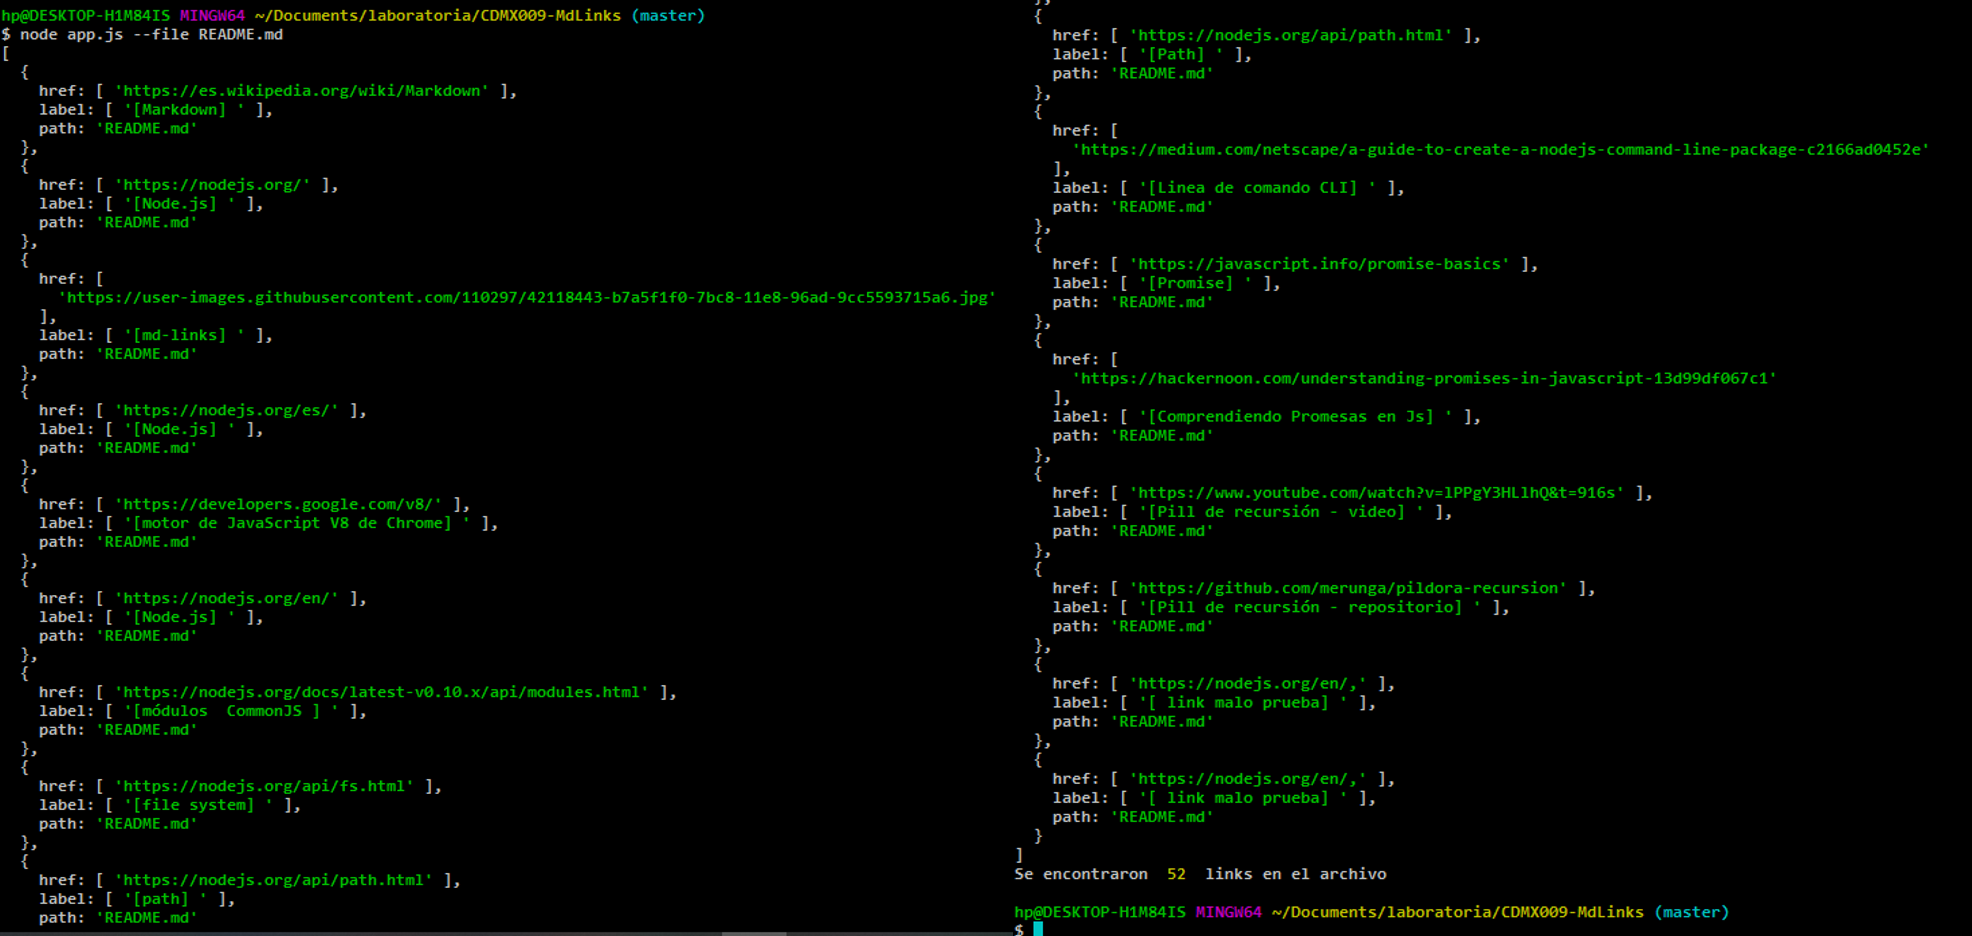 hp@DESKTOP-H1M84IS MINGW64 ~/Documents/laboratoria/CDMX009-MdLinks (master)
$ node app.js --file README.md
[
  {
    href: [ 'https://es.wikipedia.org/wiki/Markdown' ],
    label: [ '[Markdown] ' ],
    path: 'README.md'
  },
  {
    href: [ 'https://nodejs.org/' ],
    label: [ '[Node.js] ' ],
    path: 'README.md'
  },
  {
    href: [
      'https://user-images.githubusercontent.com/110297/42118443-b7a5f1f0-7bc8-11e8-96ad-9cc5593715a6.jpg'
    ],
    label: [ '[md-links] ' ],
    path: 'README.md'
  },
  {
    href: [ 'https://nodejs.org/es/' ],
    label: [ '[Node.js] ' ],
    path: 'README.md'
  },
  {
    href: [ 'https://developers.google.com/v8/' ],
    label: [ '[motor de JavaScript V8 de Chrome] ' ],
    path: 'README.md'
  },
  {
    href: [ 'https://nodejs.org/en/' ],
    label: [ '[Node.js] ' ],
    path: 'README.md'
  },
  {
    href: [ 'https://nodejs.org/docs/latest-v0.10.x/api/modules.html' ],
    label: [ '[módulos  CommonJS ] ' ],
    path: 'README.md'
  },
  {
    href: [ 'https://nodejs.org/api/fs.html' ],
    label: [ '[file system] ' ],
    path: 'README.md'
  },
  {
    href: [ 'https://nodejs.org/api/path.html' ],
    label: [ '[path] ' ],
    path: 'README.md'
  },
  {
    href: [ 'https://nodejs.org/api/path.html' ],
    label: [ '[Path] ' ],
    path: 'README.md'
  },
  {
    href: [
      'https://medium.com/netscape/a-guide-to-create-a-nodejs-command-line-package-c2166ad0452e'
    ],
    label: [ '[Linea de comando CLI] ' ],
    path: 'README.md'
  },
  {
    href: [ 'https://javascript.info/promise-basics' ],
    label: [ '[Promise] ' ],
    path: 'README.md'
  },
  {
    href: [
      'https://hackernoon.com/understanding-promises-in-javascript-13d99df067c1'
    ],
    label: [ '[Comprendiendo Promesas en Js] ' ],
    path: 'README.md'
  },
  {
    href: [ 'https://www.youtube.com/watch?v=lPPgY3HLlhQ&t=916s' ],
    label: [ '[Pill de recursión - video] ' ],
    path: 'README.md'
  },
  {
    href: [ 'https://github.com/merunga/pildora-recursion' ],
    label: [ '[Pill de recursión - repositorio] ' ],
    path: 'README.md'
  },
  {
    href: [ 'https://nodejs.org/en/,' ],
    label: [ '[ link malo prueba] ' ],
    path: 'README.md'
  },
  {
    href: [ 'https://nodejs.org/en/,' ],
    label: [ '[ link malo prueba] ' ],
    path: 'README.md'
  }
]
Se encontraron  52  links en el archivo
hp@DESKTOP-H1M84IS MINGW64 ~/Documents/laboratoria/CDMX009-MdLinks (master)
$